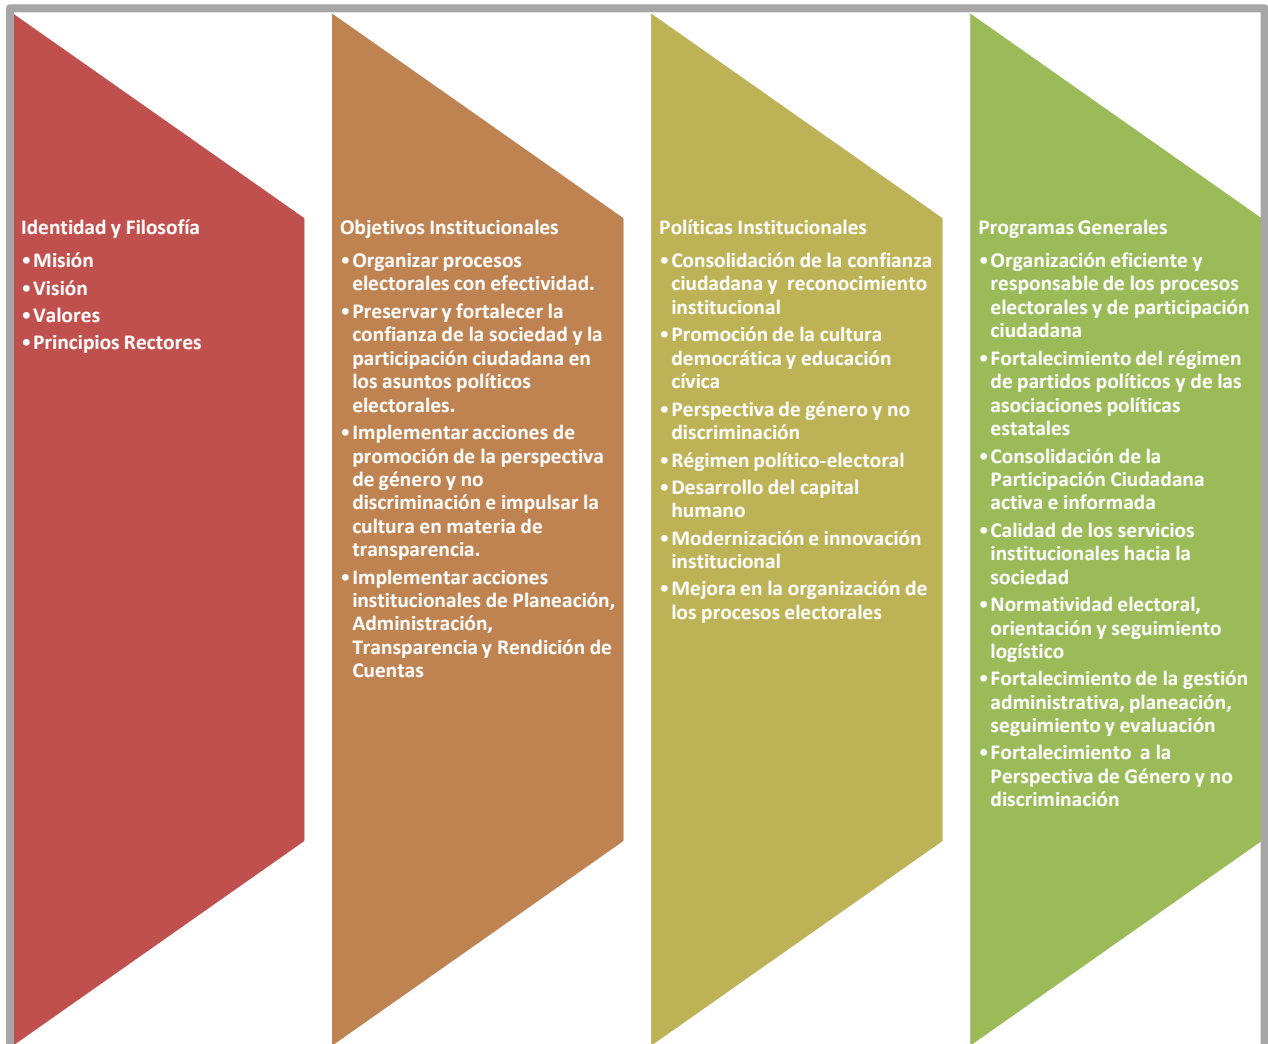 Identidad y Filosofía
•Misión
•Visión
•Valores
•Principios Rectores
Objetivos Institucionales
•Organizar procesos
electorales con efectividad.
•Preservar y fortalecer la
confianza de la sociedad y la
participación ciudadana en
los asuntos políticos
electorales.
•Implementar acciones de
promoción de la perspectiva
de género y no
discriminación e impulsar la
cultura en materia de
transparencia.
•Implementar acciones
institucionales de Planeación,
Administración,
Transparencia y Rendición de
Cuentas
Políticas Institucionales
•Consolidación de la confianza
ciudadana y reconocimiento
institucional
•Promoción de la cultura
democrática y educación
cívica
•Perspectiva de género y no
discriminación
•Régimen político-electoral
•Desarrollo del capital
humano
•Modernización e innovación
institucional
•Mejora en la organización de
los procesos electorales
Programas Generales
•Organización eficiente y
responsable de los procesos
electorales y de participación
ciudadana
•Fortalecimiento del régimen
de partidos políticos y de las
asociaciones políticas
estatales
•Consolidación de la
Participación Ciudadana
activa e informada
•Calidad de los servicios
institucionales hacia la
sociedad
•Normatividad electoral,
orientación y seguimiento
logístico
•Fortalecimiento de la gestión
administrativa, planeación,
seguimiento y evaluación
•Fortalecimiento a la
Perspectiva de Género y no
discriminación